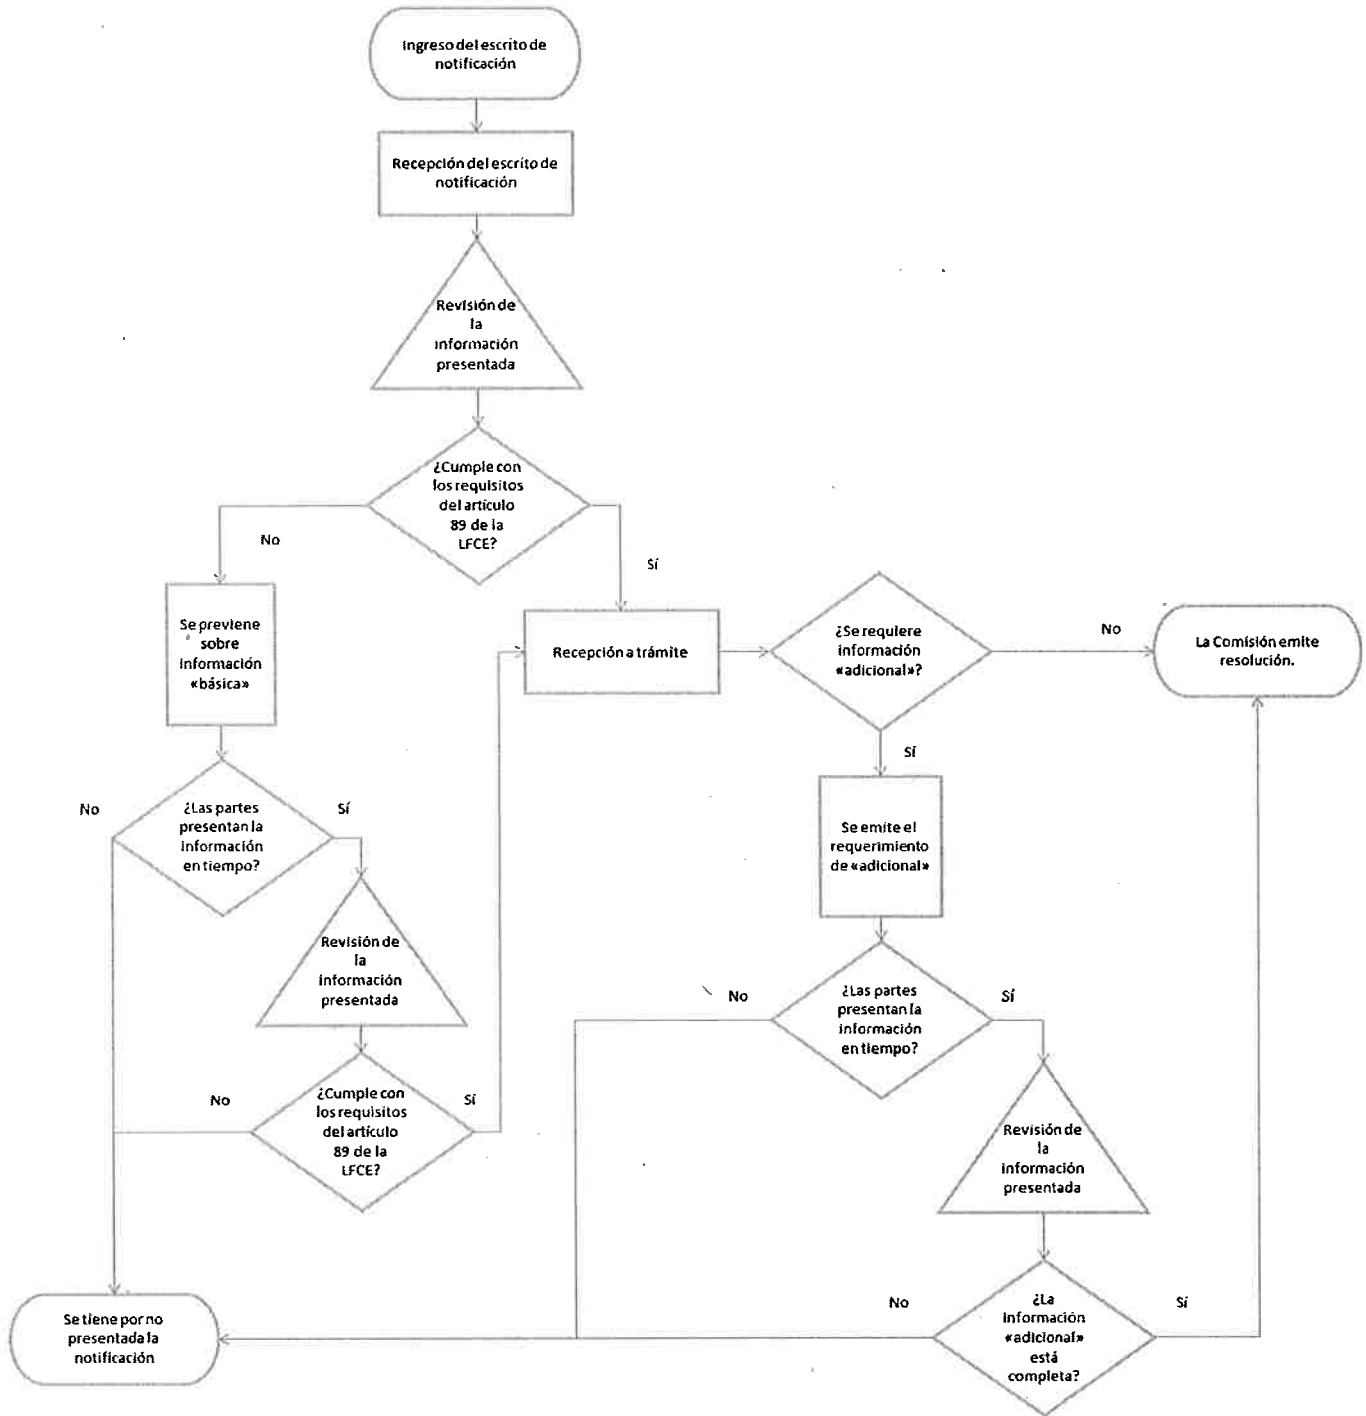 Ingreso del escrito de
notificación
Recepción del escrito de
notificación
Revisión de
la
información
presentada
¿Cumple con
los requisitos
del artículo
89 de la
LFCE?
No
Sí
Se previene
sobre
información
«básica»
Recepción a trámite
¿Se requiere
información
«adicional»?
No
La Comisión emite
resolución.
Sí
No
¿Las partes
presentan la
información
en tiempo?
Sí
Se emite el
requerimiento
de «adicional»
Revisión de
la
información
presentada
No
¿Las partes
presentan la
información
en tiempo?
Sí
No
¿Cumple con
los requisitos
del artículo
89 de la
LFCE?
Sí
Revisión de
la
información
presentada
Se tiene por no
presentada la
notificación
No
¿La
información
«adicional»
está
completa?
Sí